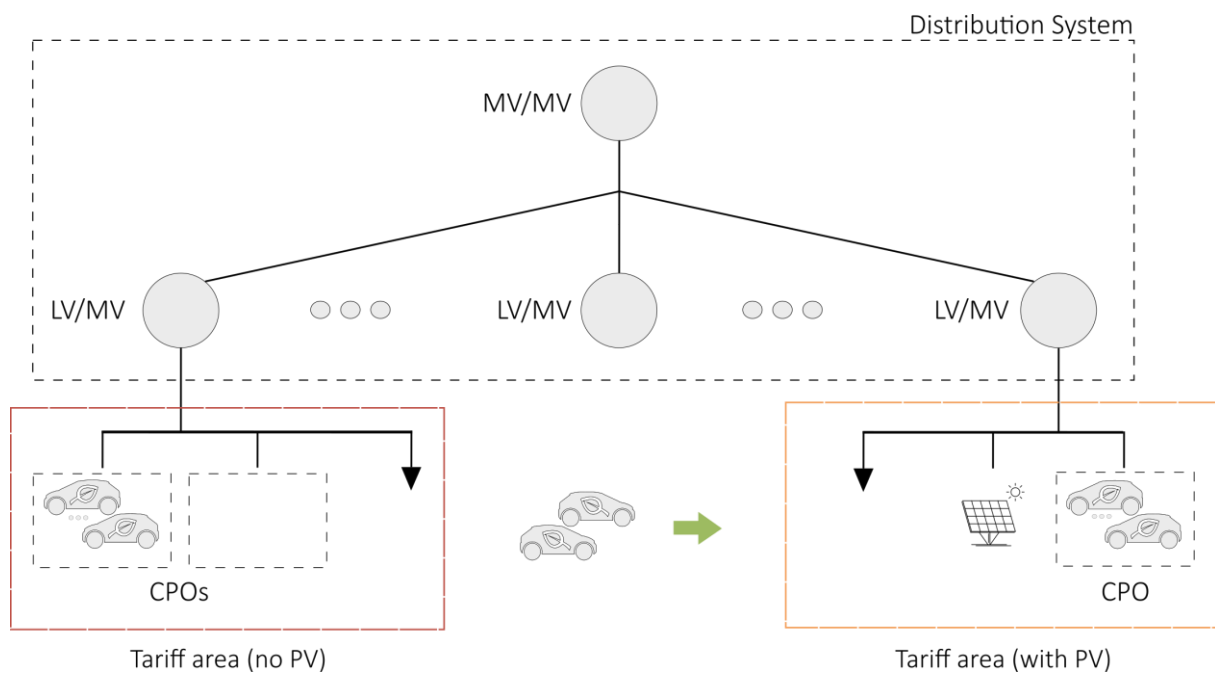 Distribution System
MV/MV
LV/MV
LV/MV
LV/MV
CPOs
CPO
Tariff area (no PV)
Tariff area (with PV)